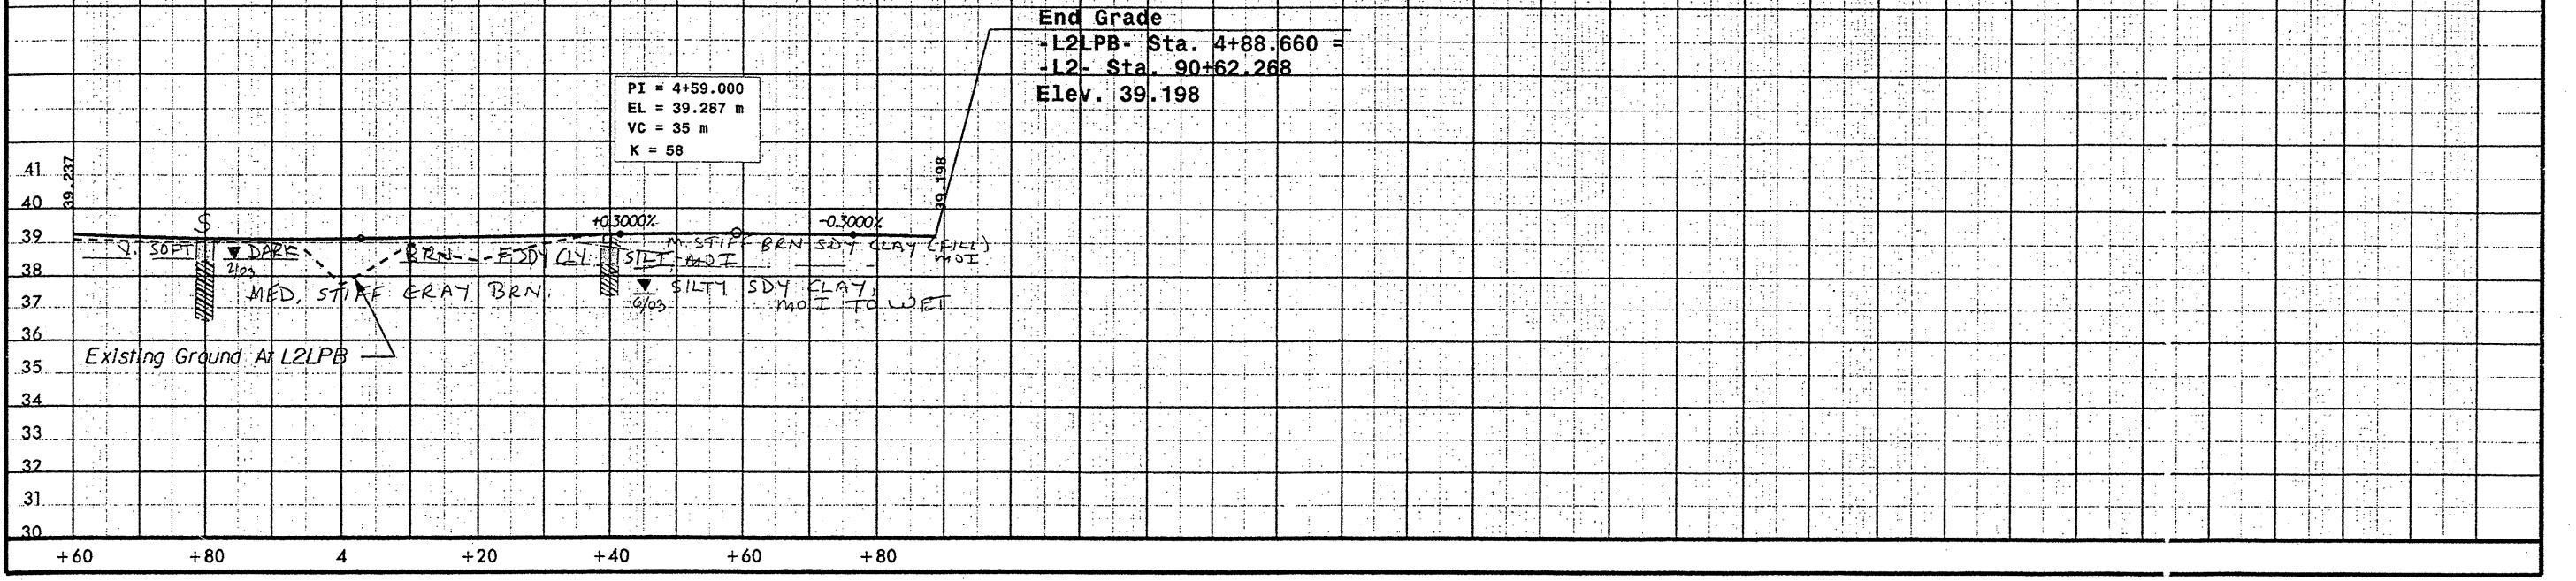 End Grade
-L2LPB- Sta. 4+88.660 =
-L2- Sta. 90+62.268
Elev. 39.198
PI = 4+59.000
EL = 39.287 m
VC = 35 m
K = 58
39.237
39.198
41
40
39
38
37
36
35
34
33
32
31
30
+0.3000%
-0.3000%
S
V. SOFT DARK BRN F. SDY CLY SILT, MOI
M. STIFF BRN SDY CLAY (FILL)
MOI
MED. STIFF GRAY BRN. SILTY SDY CLAY,
MOI TO WET
6/03
Existing Ground At L2LPB
+60 +80 4 +20 +40 +60 +80